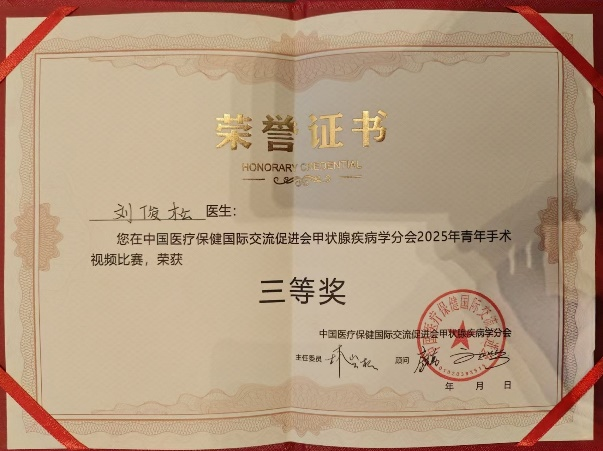 荣誉证书
HONORARY CREDENTIAL
刘俊松 医生:
您在中国医疗保健国际交流促进会甲状腺疾病学分会2025年青年手术
视频比赛，荣获
三等奖
中国医疗保健国际交流促进会甲状腺疾病学分会
主任委员 顾问
年 月 日